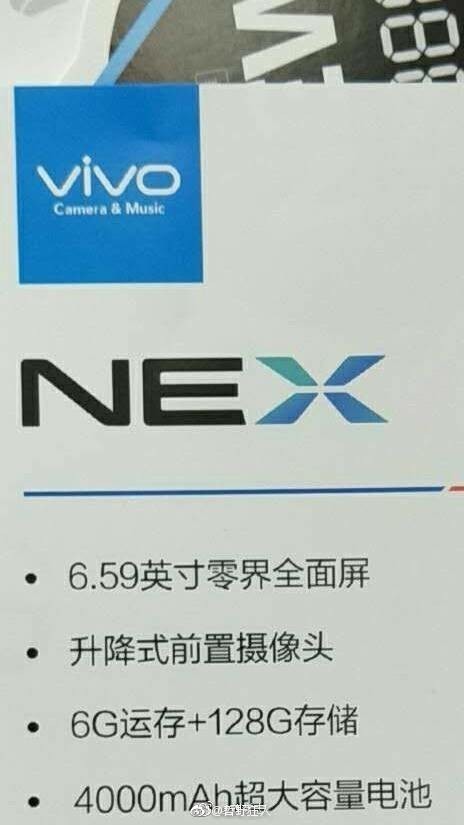 vivo
Camera & Music
NEX
6.59英寸零界全面屏
升降式前置摄像头
6G运存+128G存储
4000mAh超大容量电池